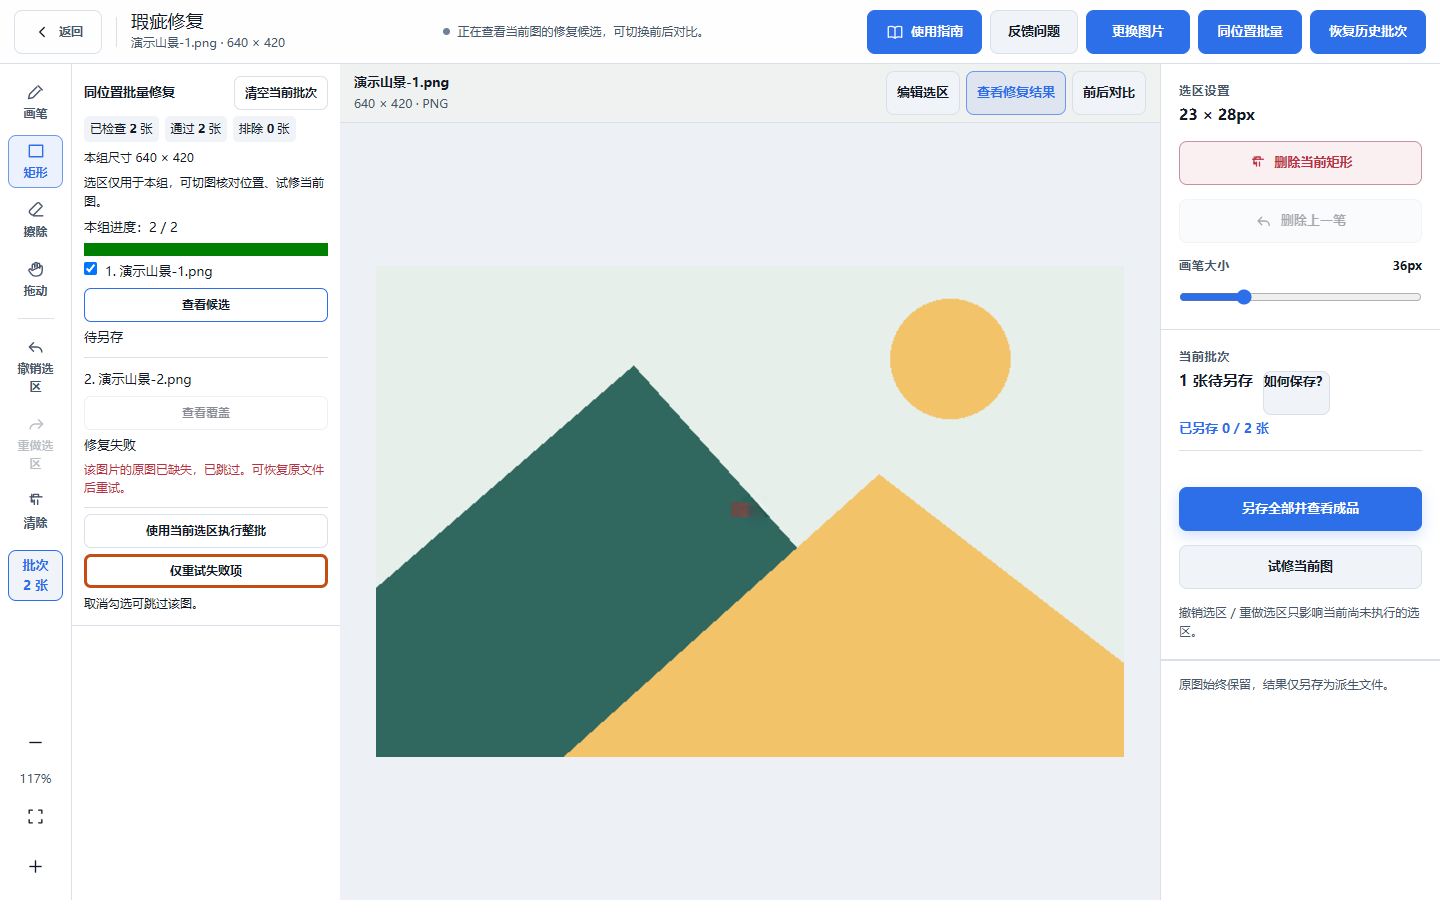 返回
瑕疵修复
演示山景-1.png · 640 × 420
正在查看当前图的修复候选，可切换前后对比。
使用指南
反馈问题
更换图片
同位置批量
恢复历史批次
画笔
矩形
擦除
拖动
撤销选
区
重做选
区
清除
批次
2 张
117%
同位置批量修复
清空当前批次
已检查 2 张
通过 2 张
排除 0 张
本组尺寸 640 × 420
选区仅用于本组，可切图核对位置、试修当前
图。
本组进度：2 / 2
1. 演示山景-1.png
查看候选
待另存
2. 演示山景-2.png
查看覆盖
修复失败
该图片的原图已缺失，已跳过。可恢复原文件
后重试。
使用当前选区执行整批
仅重试失败项
取消勾选可跳过该图。
演示山景-1.png
640 × 420 · PNG
编辑选区
查看修复结果
前后对比
选区设置
23 × 28px
删除当前矩形
删除上一笔
画笔大小
36px
当前批次
1 张待另存
如何保存？
已另存 0 / 2 张
另存全部并查看成品
试修当前图
撤销选区 / 重做选区只影响当前尚未执行的选
区。
原图始终保留，结果仅另存为派生文件。